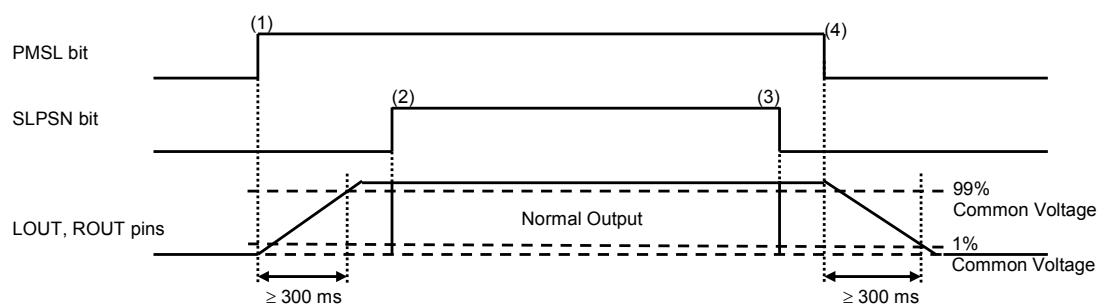 (1)
(4)
PMSL bit
(2)
(3)
SLPSN bit
99%
Common Voltage
LOUT, ROUT pins
Normal Output
1%
Common Voltage
≥ 300 ms
≥ 300 ms